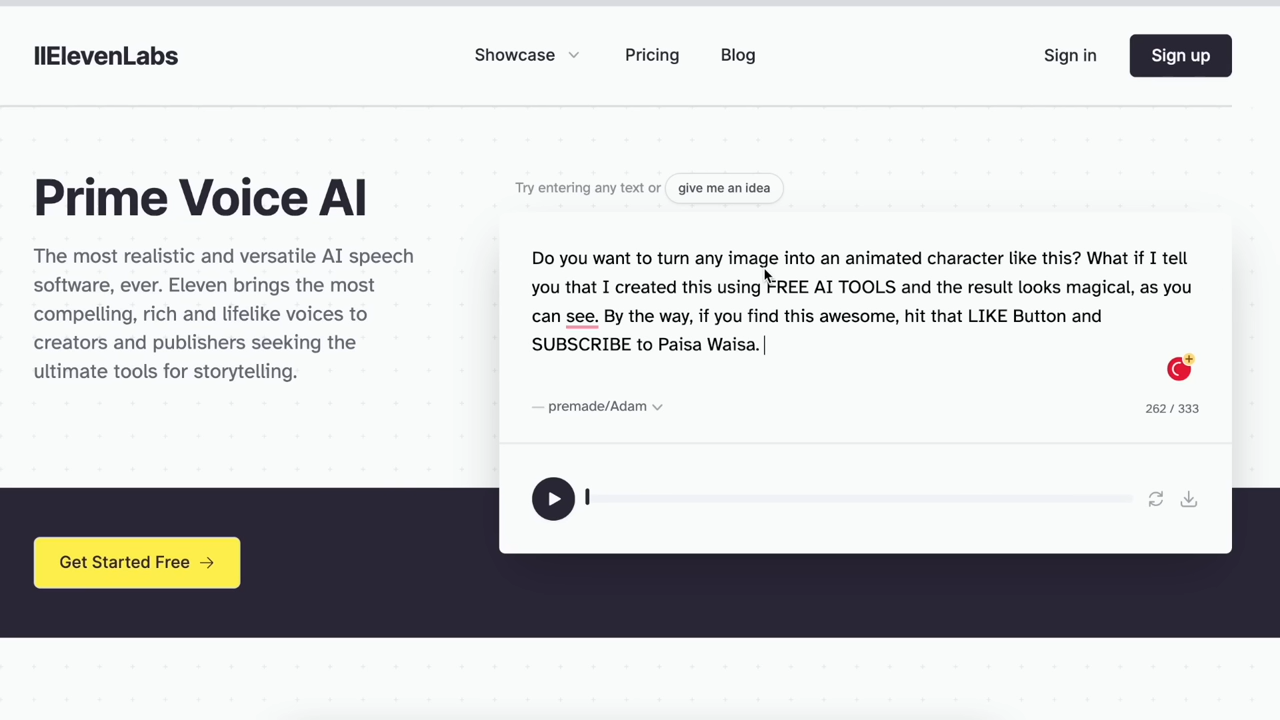 IIElevenLabs
Showcase
Pricing
Blog
Sign in
Sign up
Prime Voice AI
The most realistic and versatile AI speech
software, ever. Eleven brings the most
compelling, rich and lifelike voices to
creators and publishers seeking the
ultimate tools for storytelling.
Get Started Free →
Try entering any text or give me an idea
Do you want to turn any image into an animated character like this? What if I tell
you that I created this using FREE AI TOOLS and the result looks magical, as you
can see. By the way, if you find this awesome, hit that LIKE Button and
SUBSCRIBE to Paisa Waisa.
— premade/Adam
262 / 333